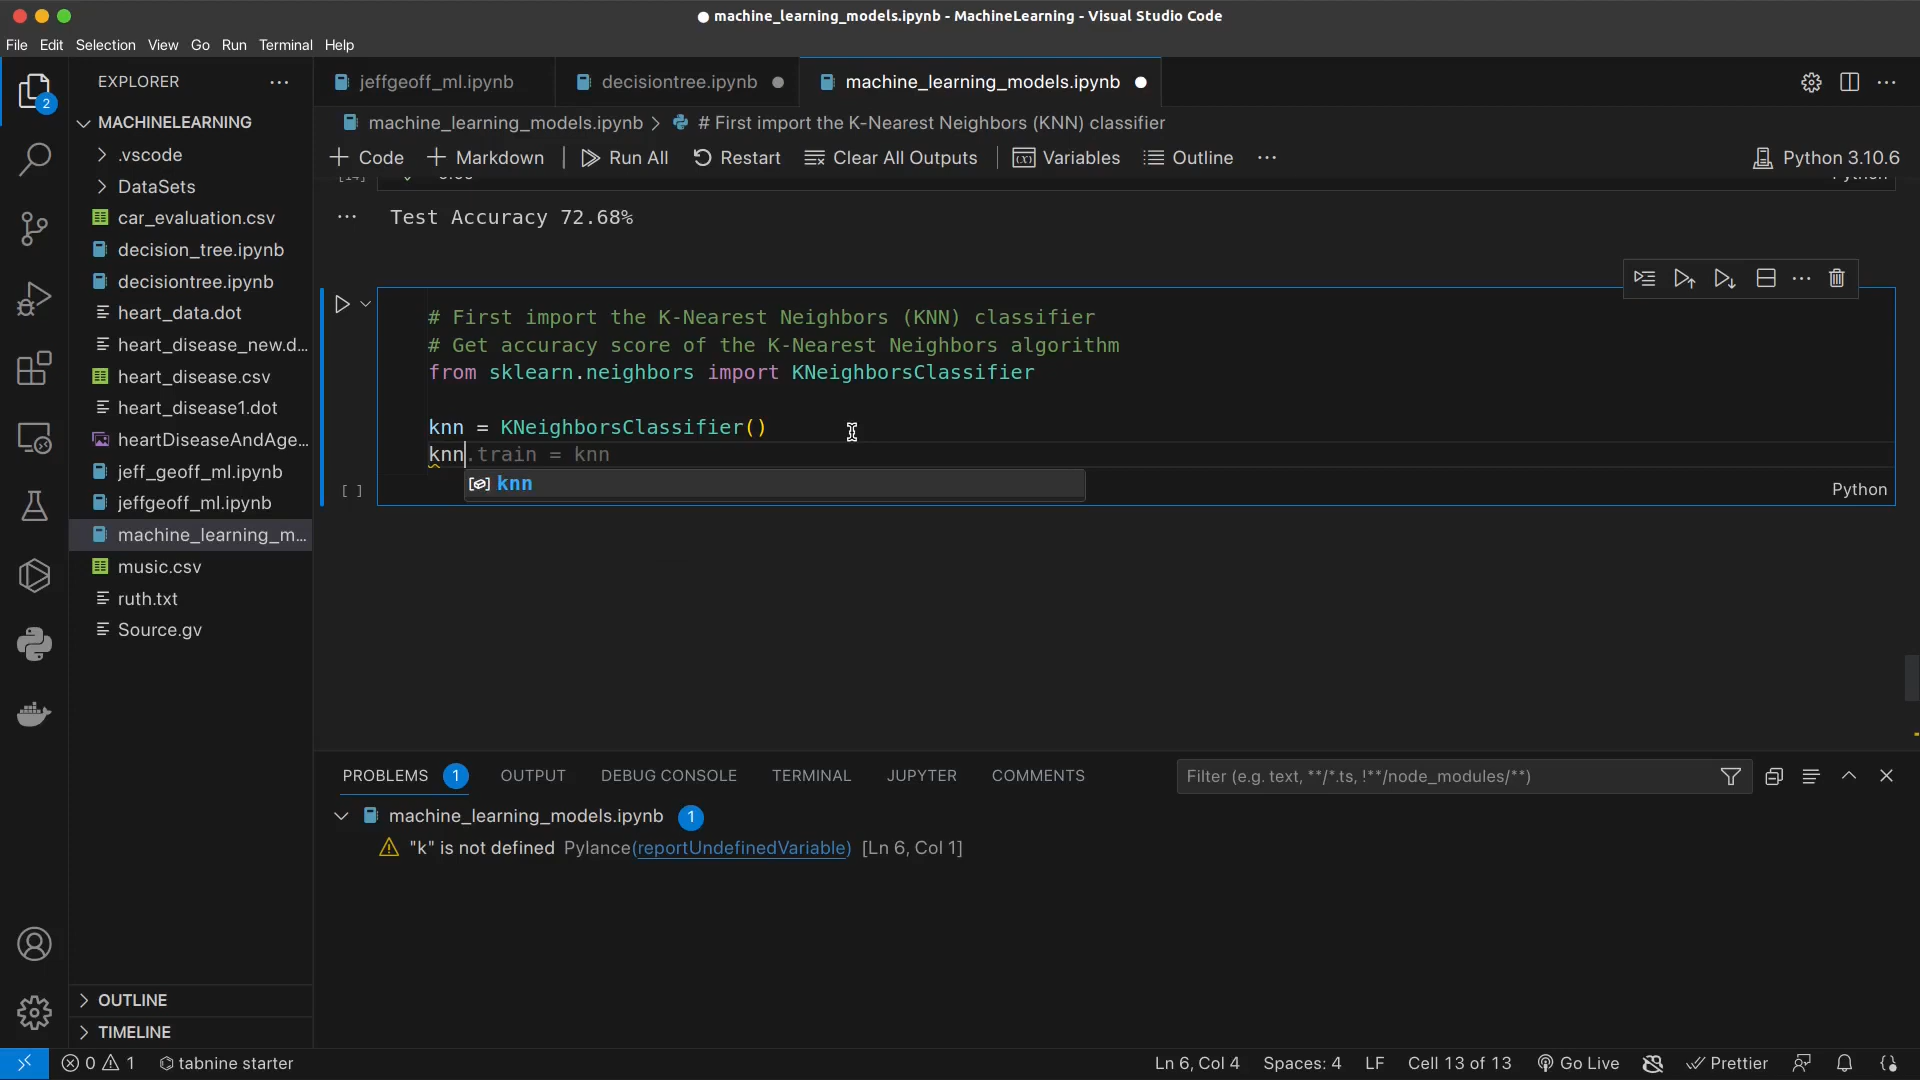 machine_learning_models.ipynb - MachineLearning - Visual Studio Code
File Edit Selection View Go Run Terminal Help
EXPLORER
jeffgeoff_ml.ipynb
decisiontree.ipynb
machine_learning_models.ipynb
2
MACHINELEARNING
.vscode
DataSets
car_evaluation.csv
decision_tree.ipynb
decisiontree.ipynb
heart_data.dot
heart_disease_new.d...
heart_disease.csv
heart_disease1.dot
heartDiseaseAndAge...
jeff_geoff_ml.ipynb
jeffgeoff_ml.ipynb
machine_learning_m...
music.csv
ruth.txt
Source.gv
OUTLINE
TIMELINE
machine_learning_models.ipynb > # First import the K-Nearest Neighbors (KNN) classifier
+ Code + Markdown | Run All Restart Clear All Outputs | Variables Outline ...
Python 3.10.6
Test Accuracy 72.68%
# First import the K-Nearest Neighbors (KNN) classifier
# Get accuracy score of the K-Nearest Neighbors algorithm
from sklearn.neighbors import KNeighborsClassifier
knn = KNeighborsClassifier()
knn.train = knn
knn
[ ]
Python
PROBLEMS 1 OUTPUT DEBUG CONSOLE TERMINAL JUPYTER COMMENTS
Filter (e.g. text, **/*.ts, !**/node_modules/**)
machine_learning_models.ipynb 1
"k" is not defined Pylance(reportUndefinedVariable) [Ln 6, Col 1]
0 1 tabnine starter
Ln 6, Col 4 Spaces: 4 LF Cell 13 of 13 Go Live Prettier